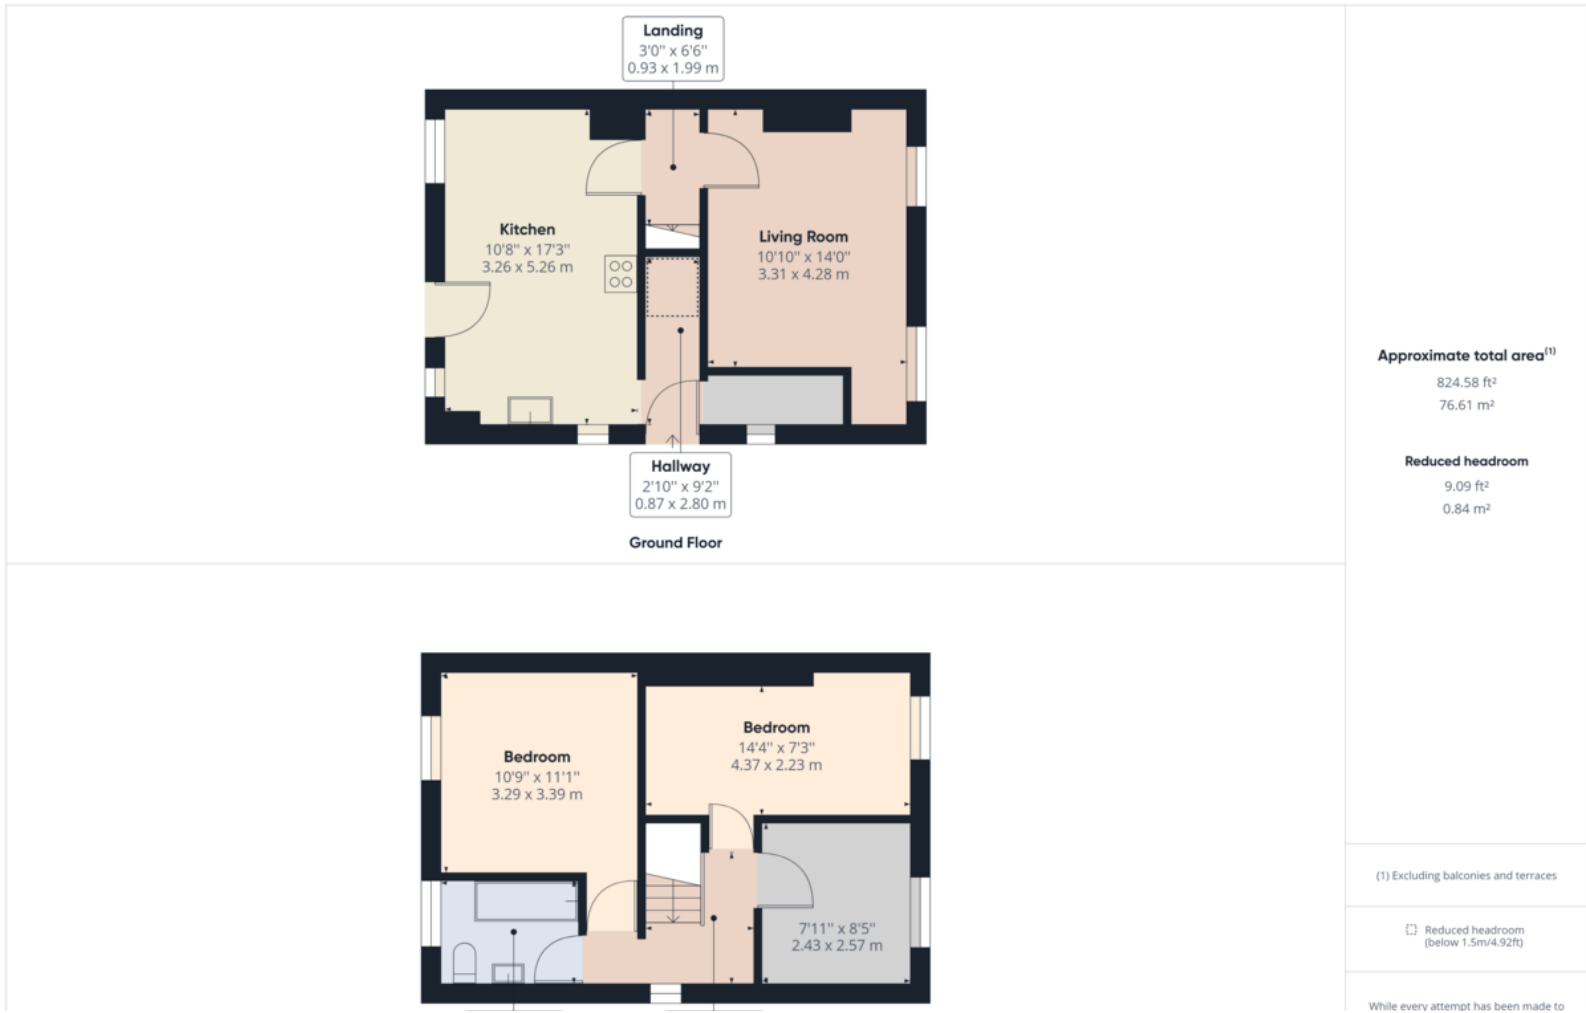 Landing
3'0" x 6'6"
0.93 x 1.99 m
Kitchen
10'8" x 17'3"
3.26 x 5.26 m
Living Room
10'10" x 14'0"
3.31 x 4.28 m
Hallway
2'10" x 9'2"
0.87 x 2.80 m
Ground Floor
Bedroom
10'9" x 11'1"
3.29 x 3.39 m
Bedroom
14'4" x 7'3"
4.37 x 2.23 m
7'11" x 8'5"
2.43 x 2.57 m
Approximate total area(1)
824.58 ft²
76.61 m²
Reduced headroom
9.09 ft²
0.84 m²
(1) Excluding balconies and terraces
Reduced headroom
(below 1.5m/4.92ft)
While every attempt has been made to